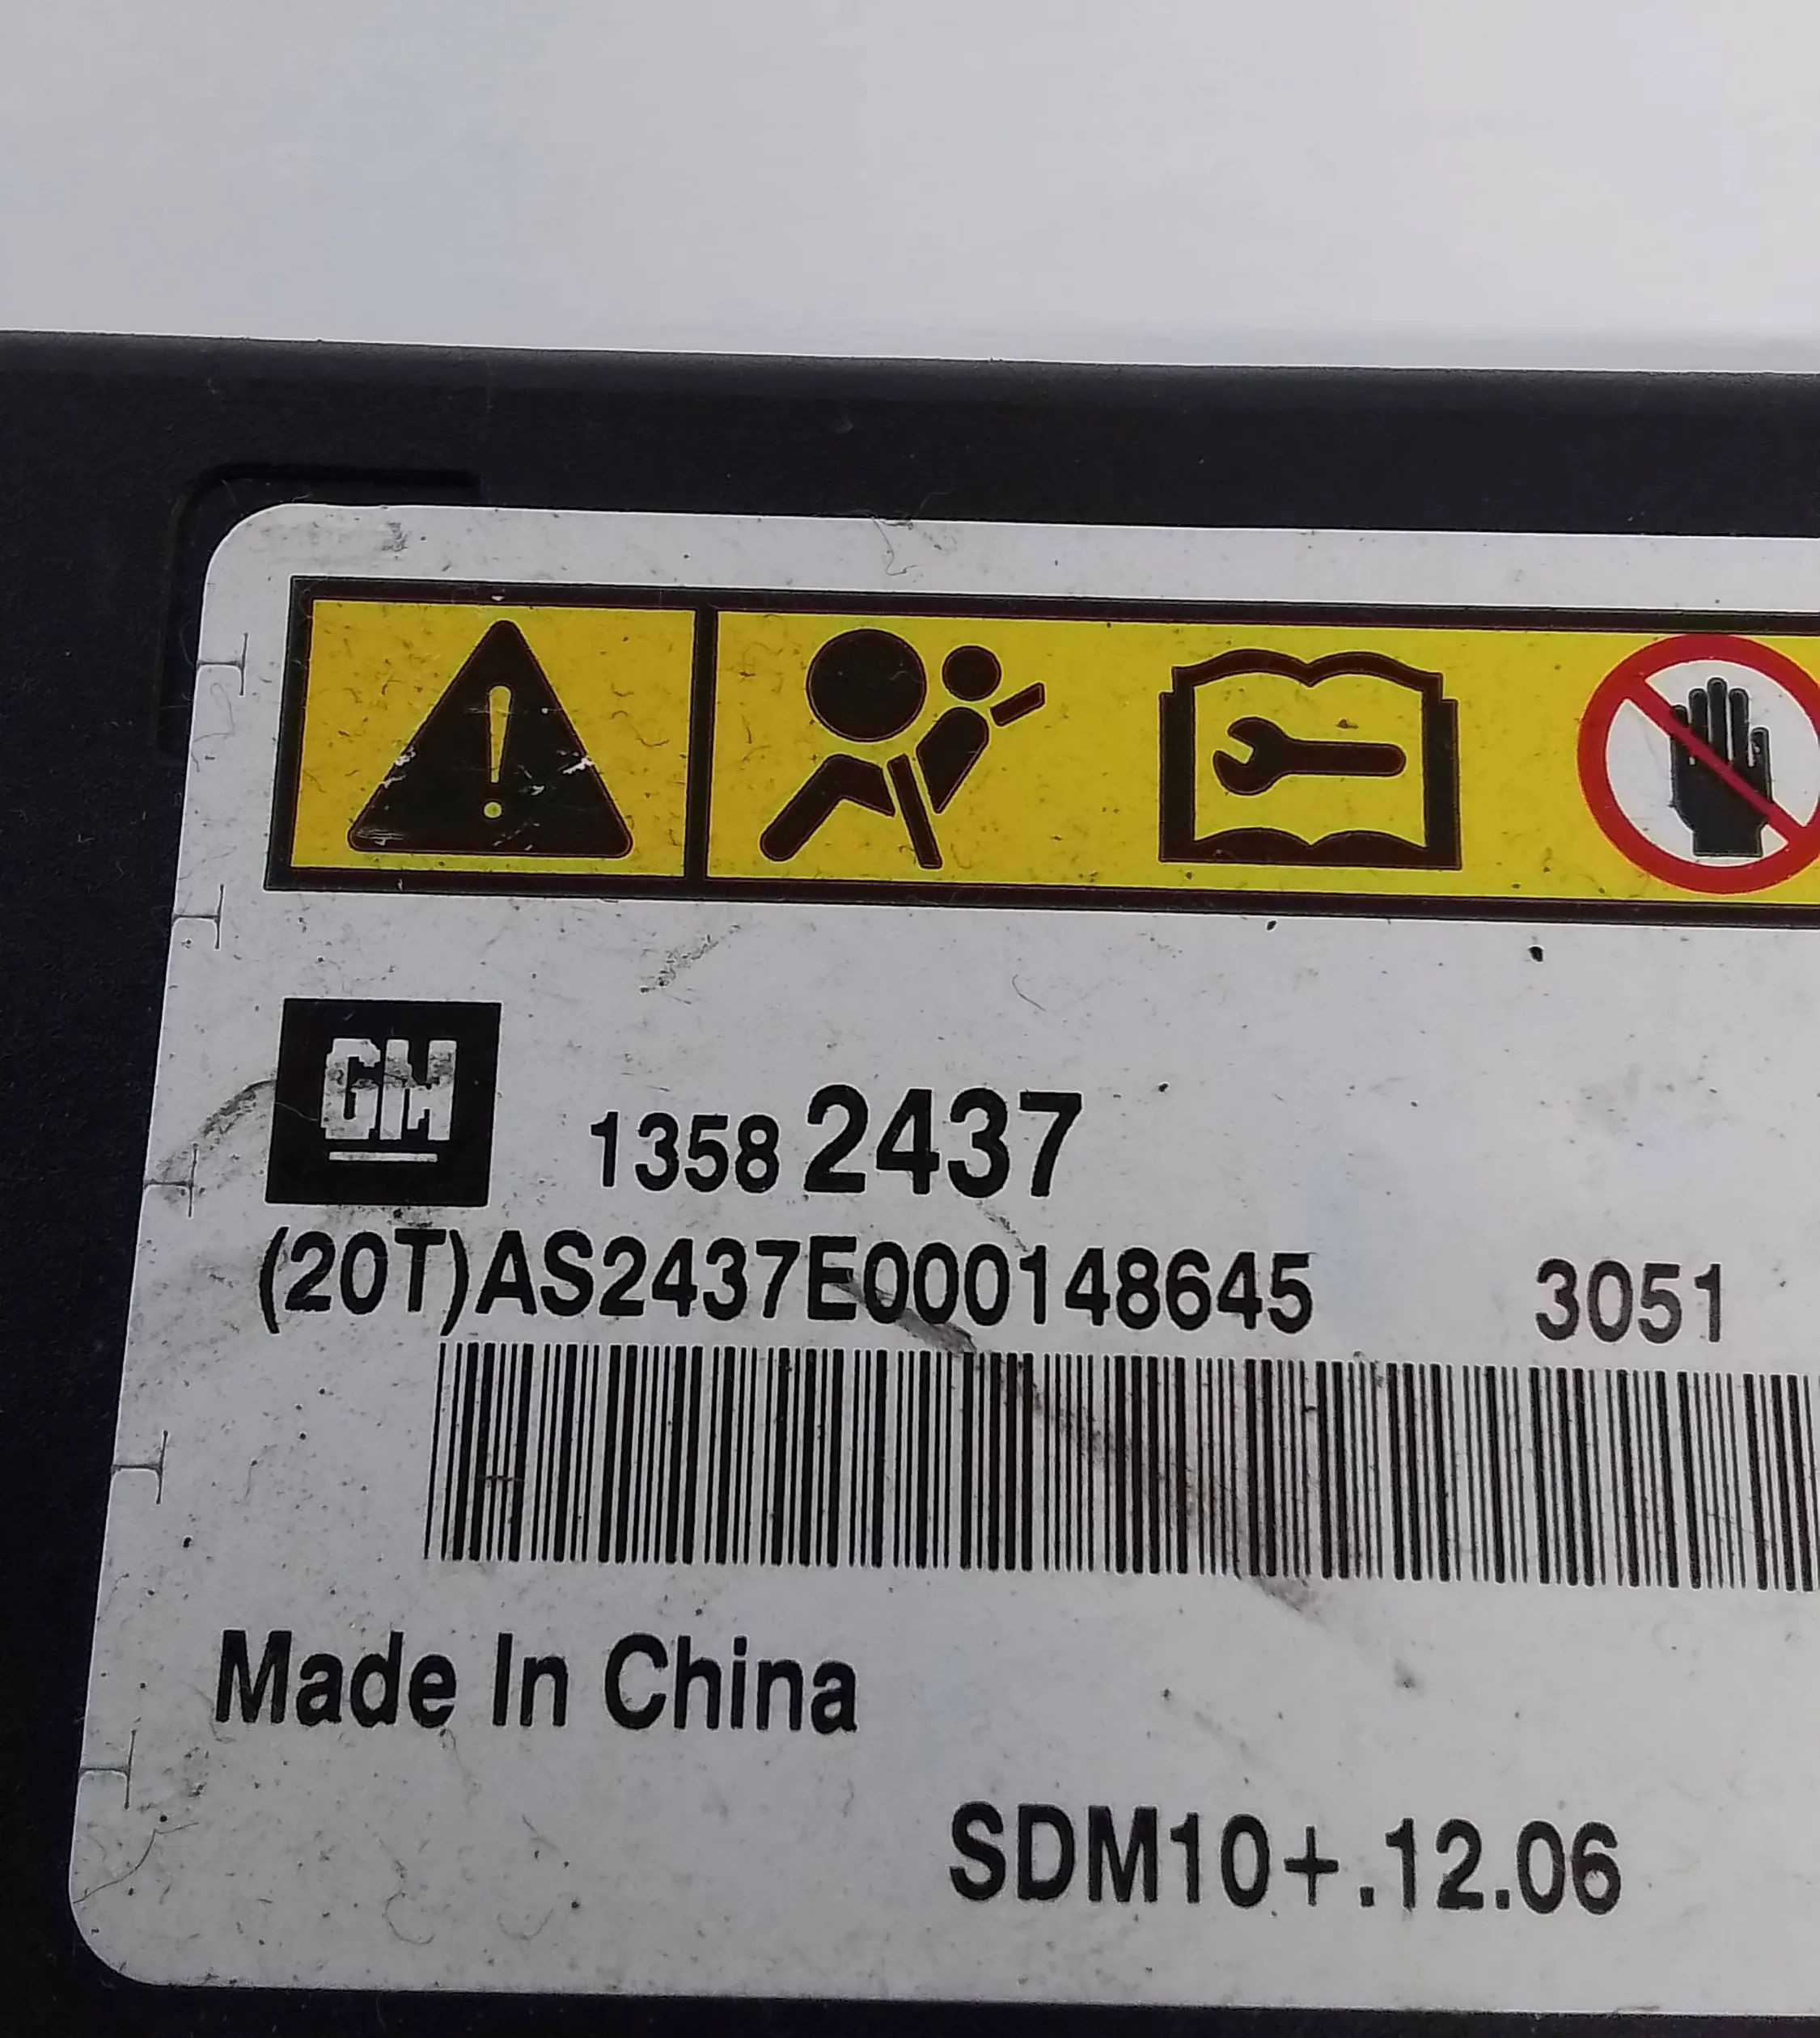 GM
1358 2437
(20T)AS2437E000148645 3051
Made In China
SDM10+.12.06